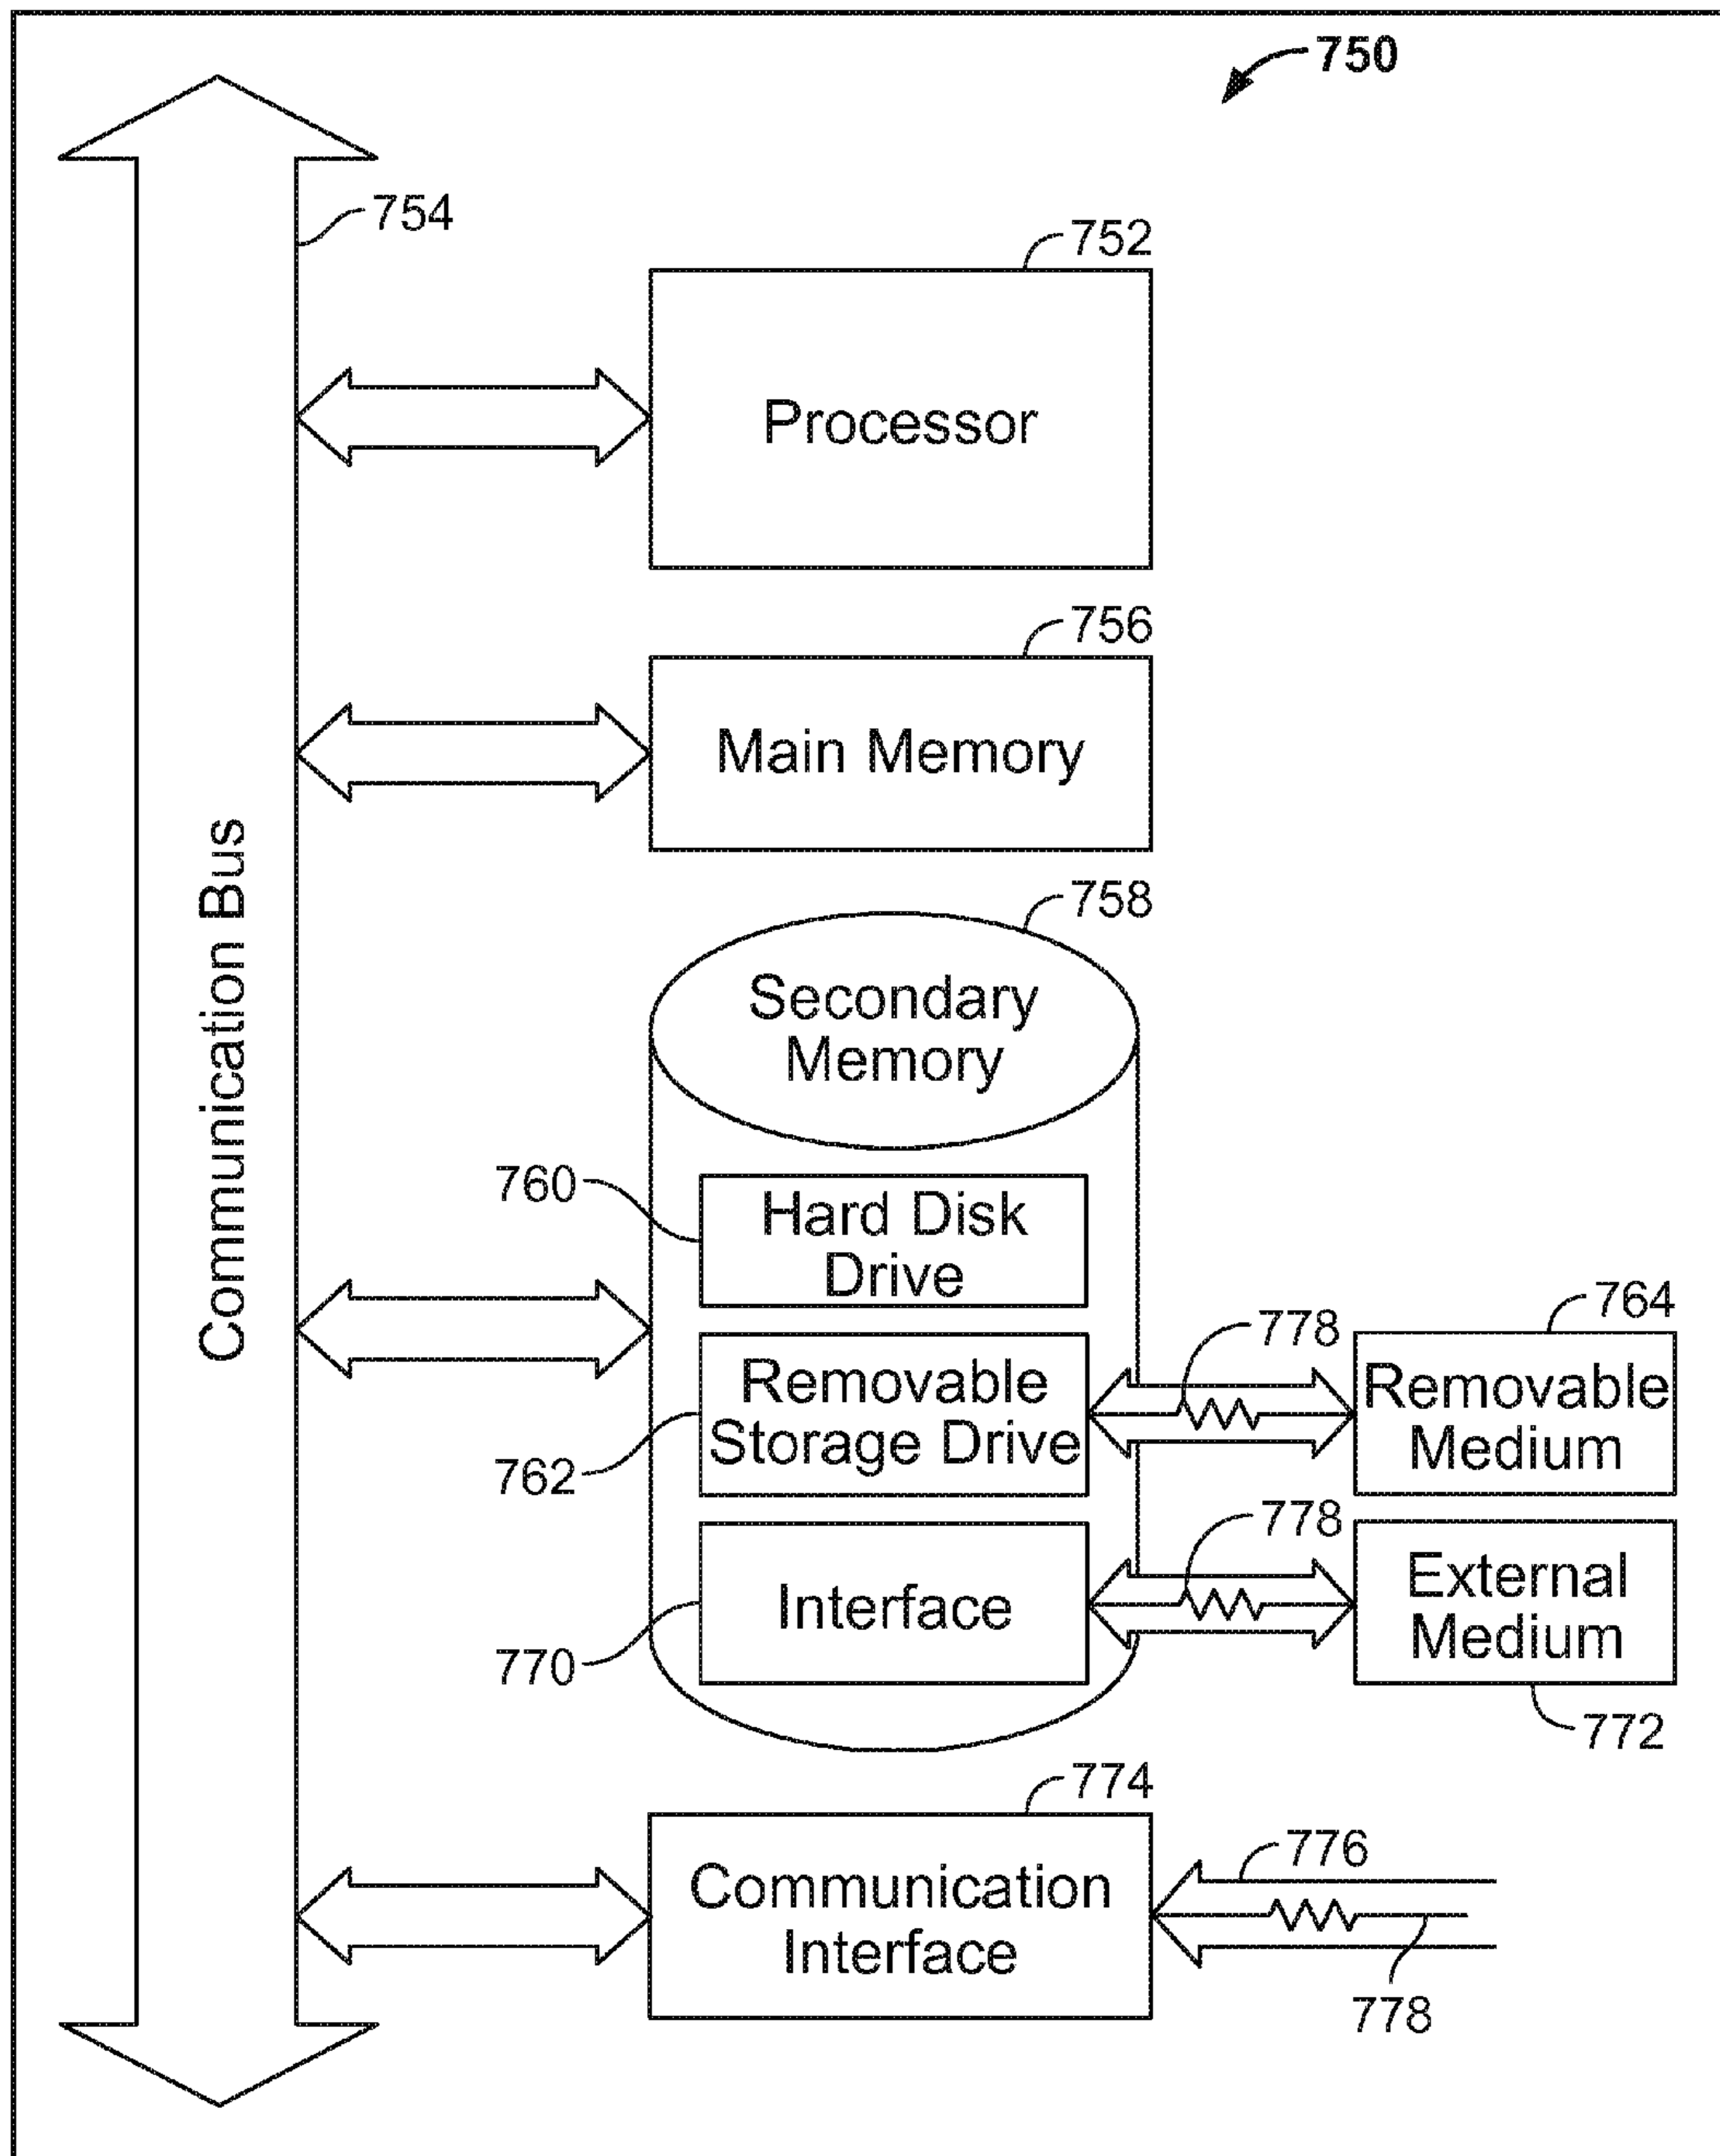 750
754
752
Processor
756
Main Memory
Communication Bus
758
Secondary
Memory
760
Hard Disk
Drive
762
Removable
Storage Drive
778
764
Removable
Medium
770
Interface
778
External
Medium
772
774
Communication
Interface
776
778